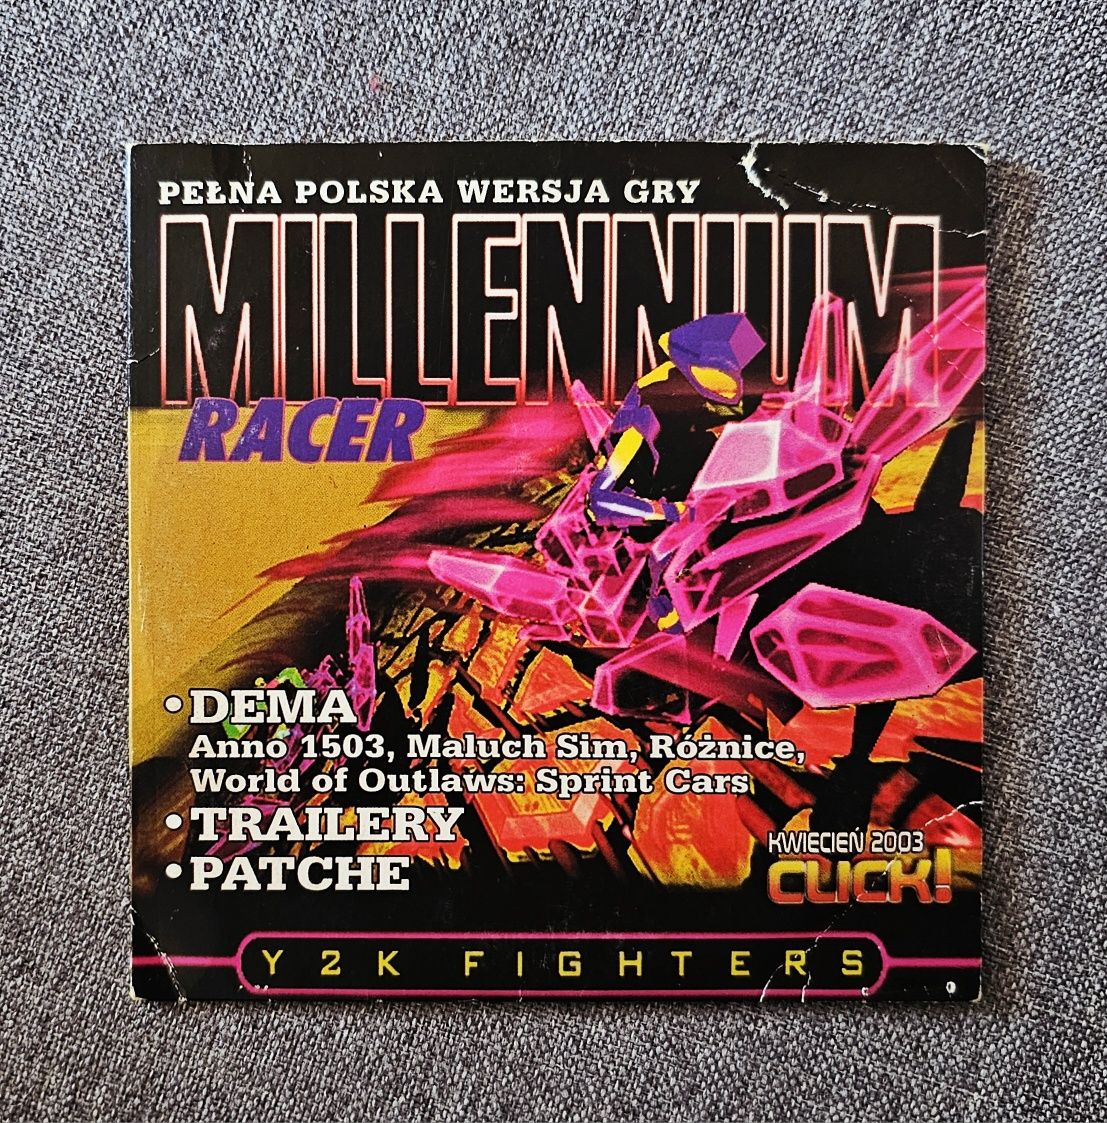 PEŁNA POLSKA WERSJA GRY
MILLENNIUM
RACER
• DEMA
Anno 1503, Maluch Sim, Różnice,
World of Outlaws: Sprint Cars
• TRAILERY
• PATCHE
KWIECIEŃ 2003
CLICK!
Y2K FIGHTERS